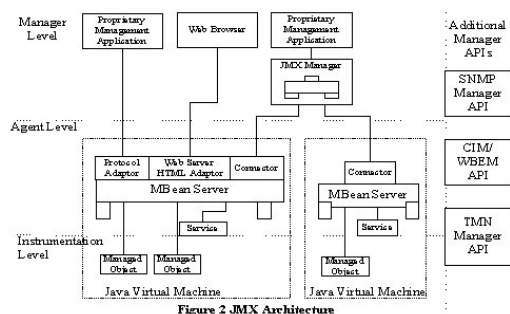 Manager
Level
Proprietary
Management
Application
Web Browser
Proprietary
Management
Application
JMX Manager
Additional
Manager
APIs
SNMP
Manager
API
Agent Level
Protocol
Adaptor
Web Server
HTML Adaptor
Connector
MBean Server
Service
Connector
MBean Server
Service
CIM/
WBEM
API
Instrumentation
Level
Managed
Object
Managed
Object
Managed
Object
TMN
Manager
API
Java Virtual Machine
Java Virtual Machine
Figure 2 JMX Architecture